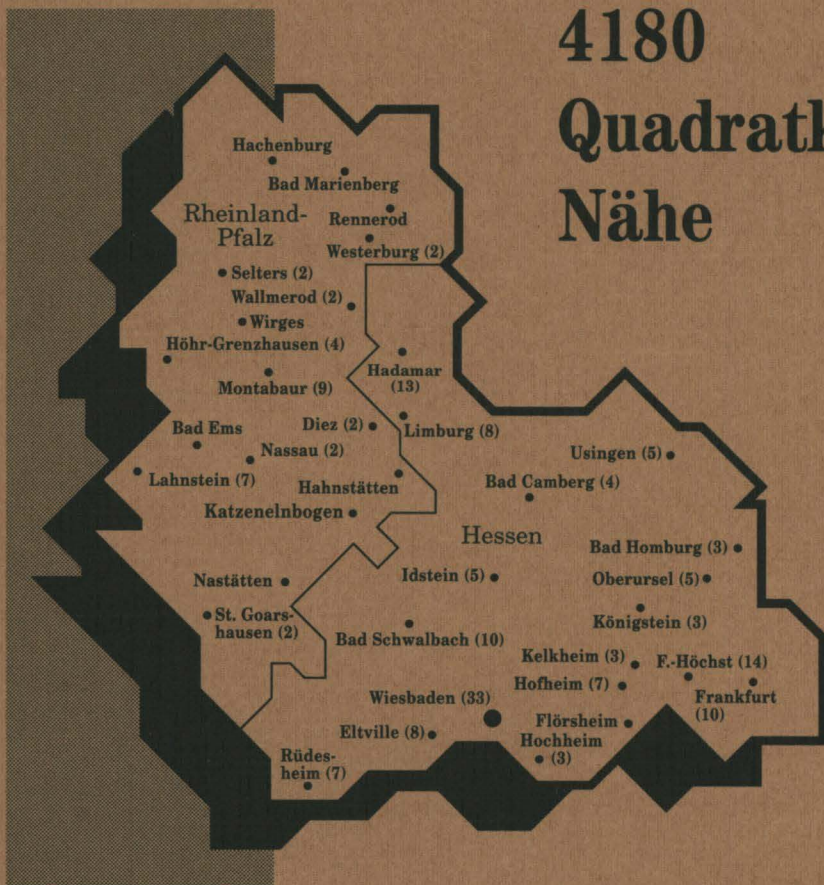 4180
Quadratk
Nähe
Hachenburg
Bad Marienberg
Rheinland-
Pfalz
Rennerod
Westerburg (2)
Selters (2)
Wallmerod (2)
Wirges
Höhr-Grenzhausen (4)
Hadamar
(13)
Montabaur (9)
Bad Ems
Diez (2)
Limburg (8)
Nassau (2)
Usingen (5)
Lahnstein (7)
Hahnstätten
Bad Camberg (4)
Katzenelnbogen
Hessen
Bad Homburg (3)
Nastätten
Idstein (5)
Oberursel (5)
St. Goars-
hausen (2)
Königstein (3)
Bad Schwalbach (10)
Kelkheim (3)
F.-Höchst (14)
Hofheim (7)
Frankfurt
(10)
Wiesbaden (33)
Flörsheim
Eltville (8)
Hochheim
(3)
Rüdes-
heim (7)